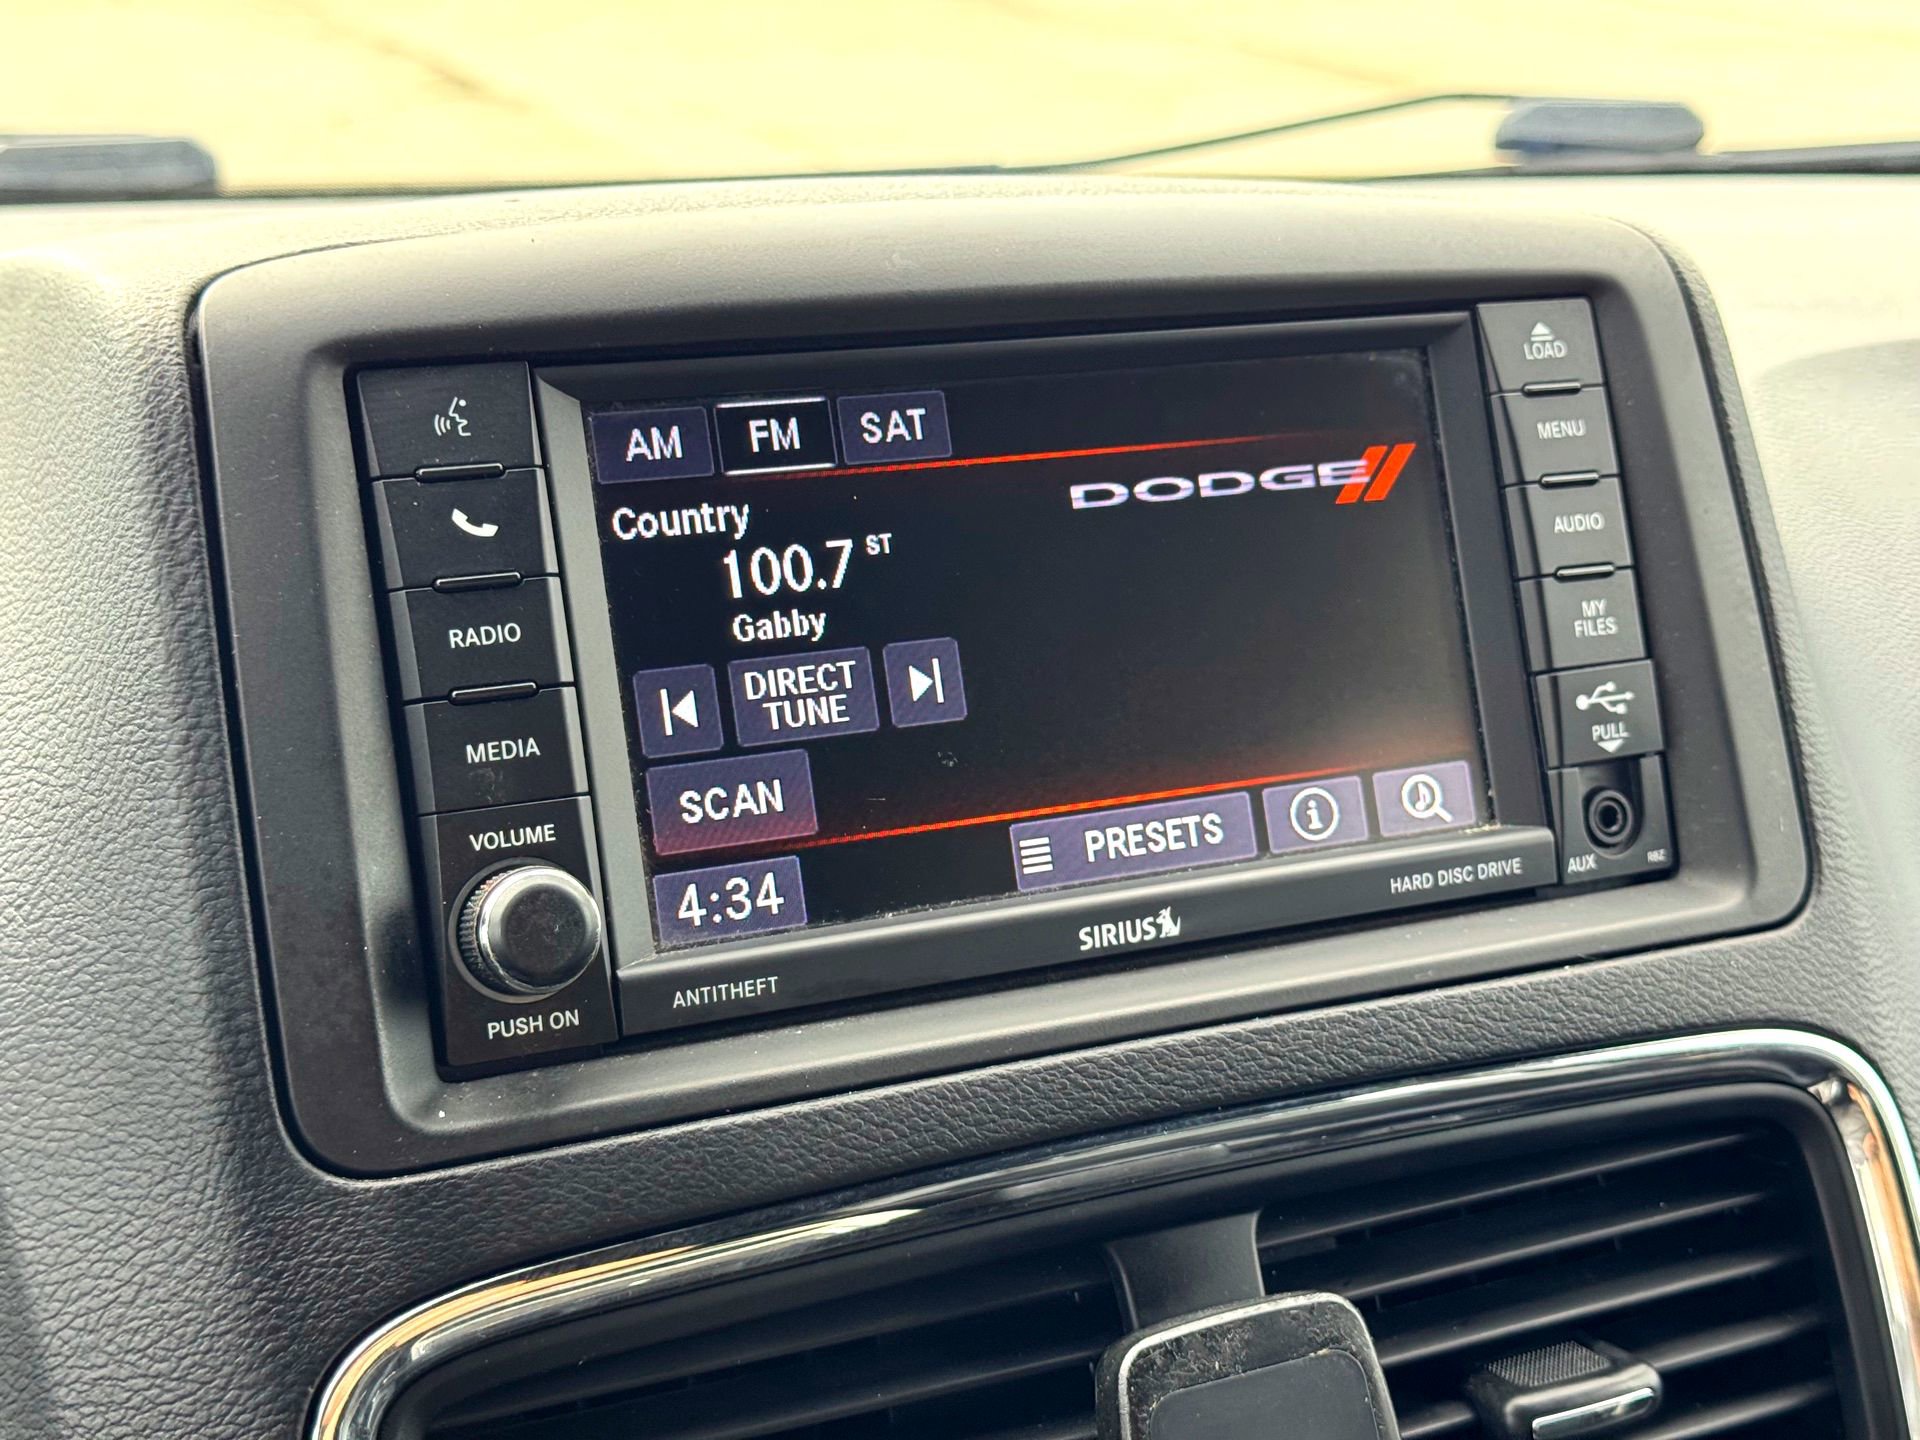 LOAD
MENU
AUDIO
MY
FILES
PULL
AUX
RBZ
RADIO
MEDIA
VOLUME
PUSH ON
AM FM SAT
DODGE
Country
100.7 ST
Gabby
DIRECT
TUNE
SCAN
PRESETS
4:34
HARD DISC DRIVE
SIRIUS
ANTITHEFT